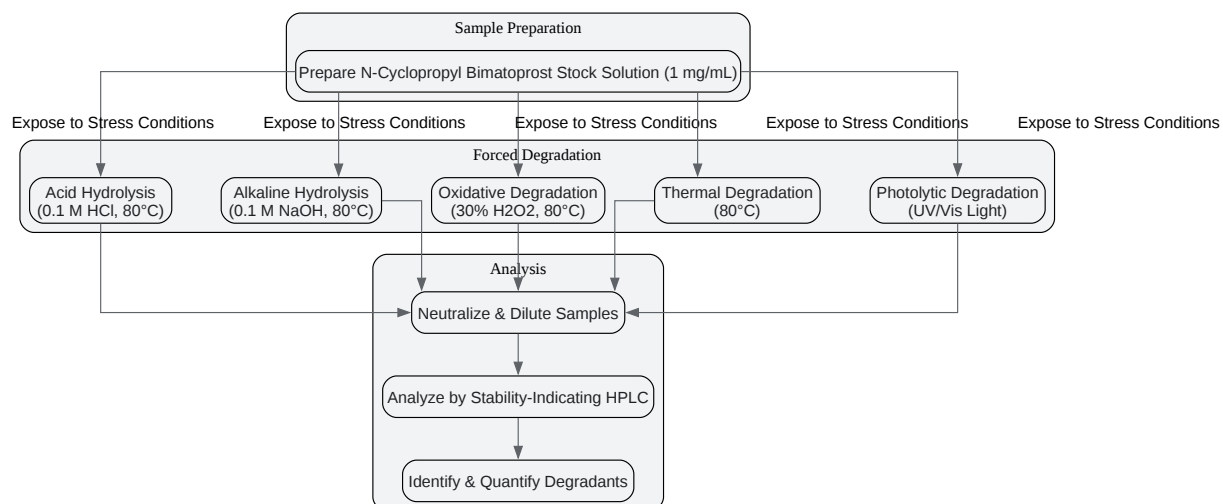 Sample Preparation
Prepare N-Cyclopropyl Bimatoprost Stock Solution (1 mg/mL)
Expose to Stress Conditions
Expose to Stress Conditions
Expose to Stress Conditions
Expose to Stress Conditions
Expose to Stress Conditions
Forced Degradation
Acid Hydrolysis
(0.1 M HCl, 80°C)
Alkaline Hydrolysis
(0.1 M NaOH, 80°C)
Oxidative Degradation
(30% H2O2, 80°C)
Thermal Degradation
(80°C)
Photolytic Degradation
(UV/Vis Light)
Analysis
Neutralize & Dilute Samples
Analyze by Stability-Indicating HPLC
Identify & Quantify Degradants